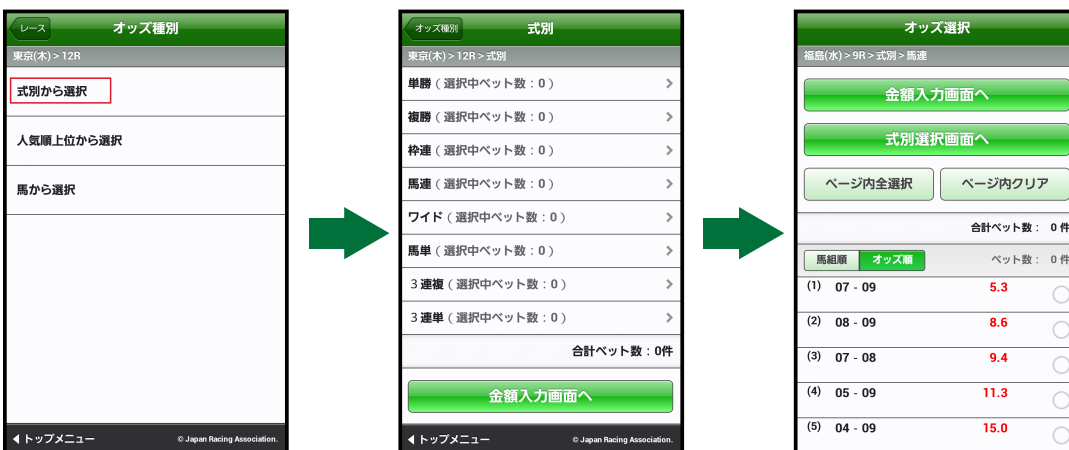 レース
オッズ種別
東京(木)>12R
式別から選択
人気順上位から選択
馬から選択
トップメニュー
© Japan Racing Association.
オッズ種別
式別
東京(木)>12R>式別
単勝(選択中ベット数:0)
複勝(選択中ベット数:0)
枠連(選択中ベット数:0)
馬連(選択中ベット数:0)
ワイド(選択中ベット数:0)
馬単(選択中ベット数:0)
3連複(選択中ベット数:0)
3連単(選択中ベット数:0)
合計ベット数:0件
金額入力画面へ
トップメニュー
© Japan Racing Association.
オッズ選択
福島(水)>9R>式別>馬連
金額入力画面へ
式別選択画面へ
ページ内全選択 ページ内クリア
合計ベット数: 0件
馬組順 オッズ順 ベット数: 0件
(1) 07 - 09 5.3
(2) 08 - 09 8.6
(3) 07 - 08 9.4
(4) 05 - 09 11.3
(5) 04 - 09 15.0